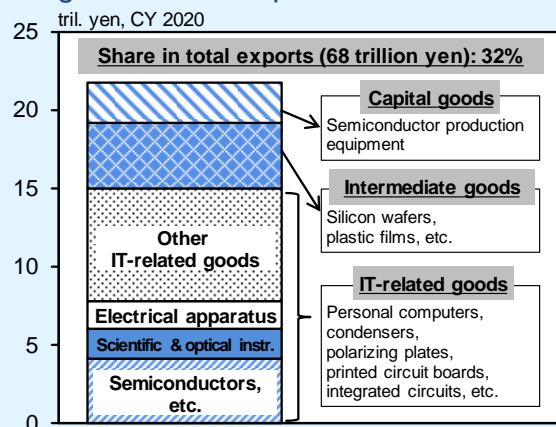 tril. yen, CY 2020
25
Share in total exports (68 trillion yen): 32%
20
15
10
5
0
Capital goods
Semiconductor production
equipment
Intermediate goods
Silicon wafers,
plastic films, etc.
Other
IT-related goods
Electrical apparatus
Scientific & optical instr.
Semiconductors,
etc.
IT-related goods
Personal computers,
condensers,
polarizing plates,
printed circuit boards,
integrated circuits, etc.